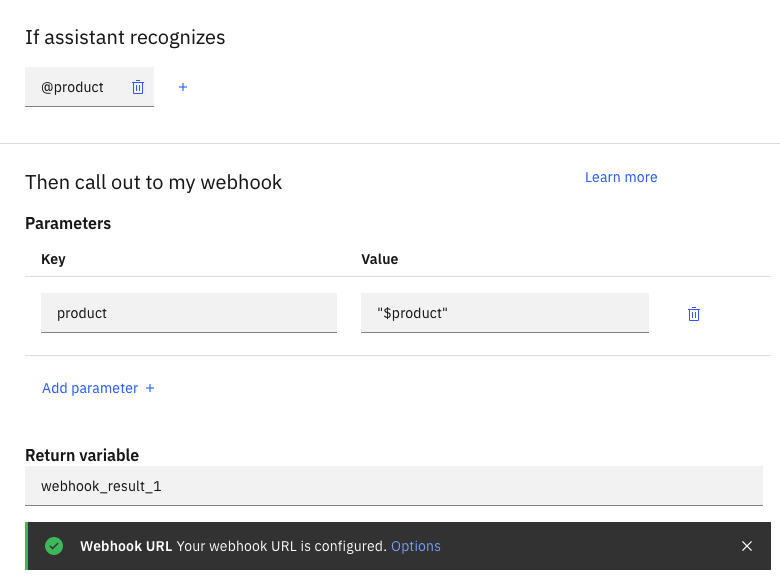 If assistant recognizes
@product +
Then call out to my webhook Learn more
Parameters
Key Value
product "$product"
Add parameter +
Return variable
webhook_result_1
Webhook URL Your webhook URL is configured. Options